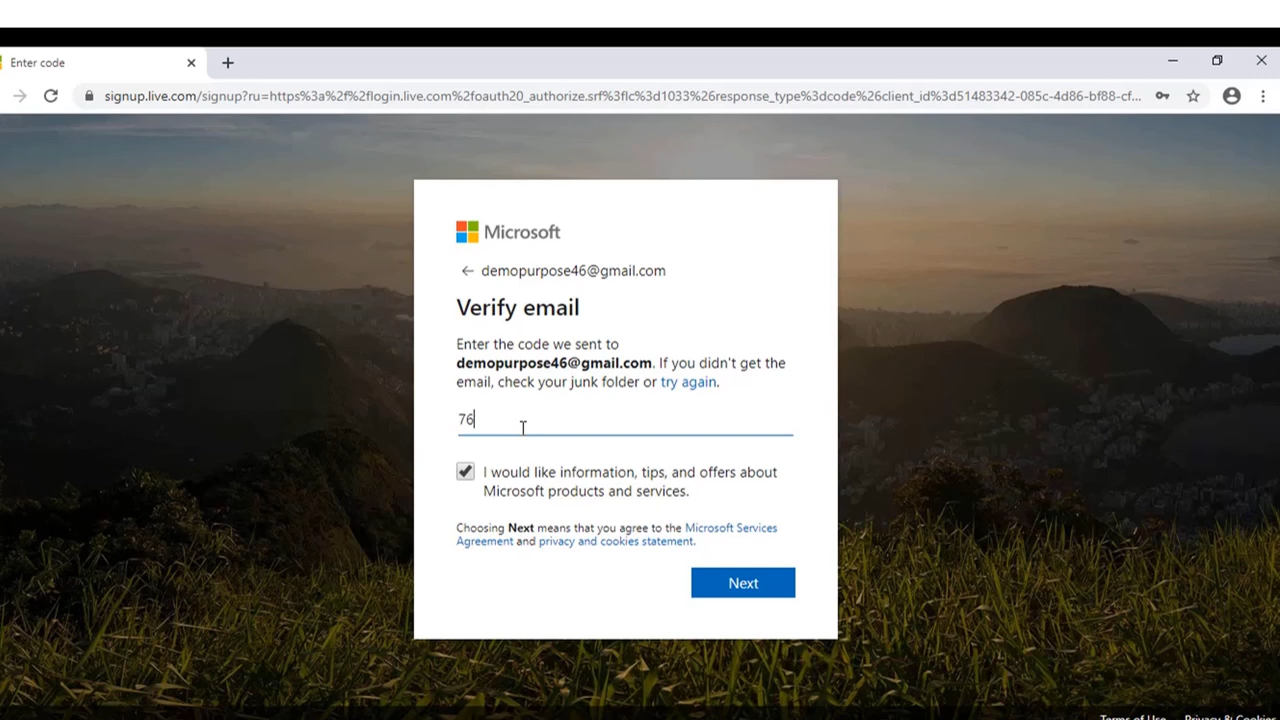 Enter code
signup.live.com/signup?ru=https%3a%2f%2flogin.live.com%2foauth20_authorize.srf%3flc%3d1033%26response_type%3dcode%26client_id%3d51483342-085c-4d86-bf88-cf...
Microsoft
demopurpose46@gmail.com
Verify email
Enter the code we sent to
demopurpose46@gmail.com. If you didn't get the
email, check your junk folder or try again.
76
I would like information, tips, and offers about
Microsoft products and services.
Choosing Next means that you agree to the Microsoft Services
Agreement and privacy and cookies statement.
Next
Terms of Use Privacy & Cookies